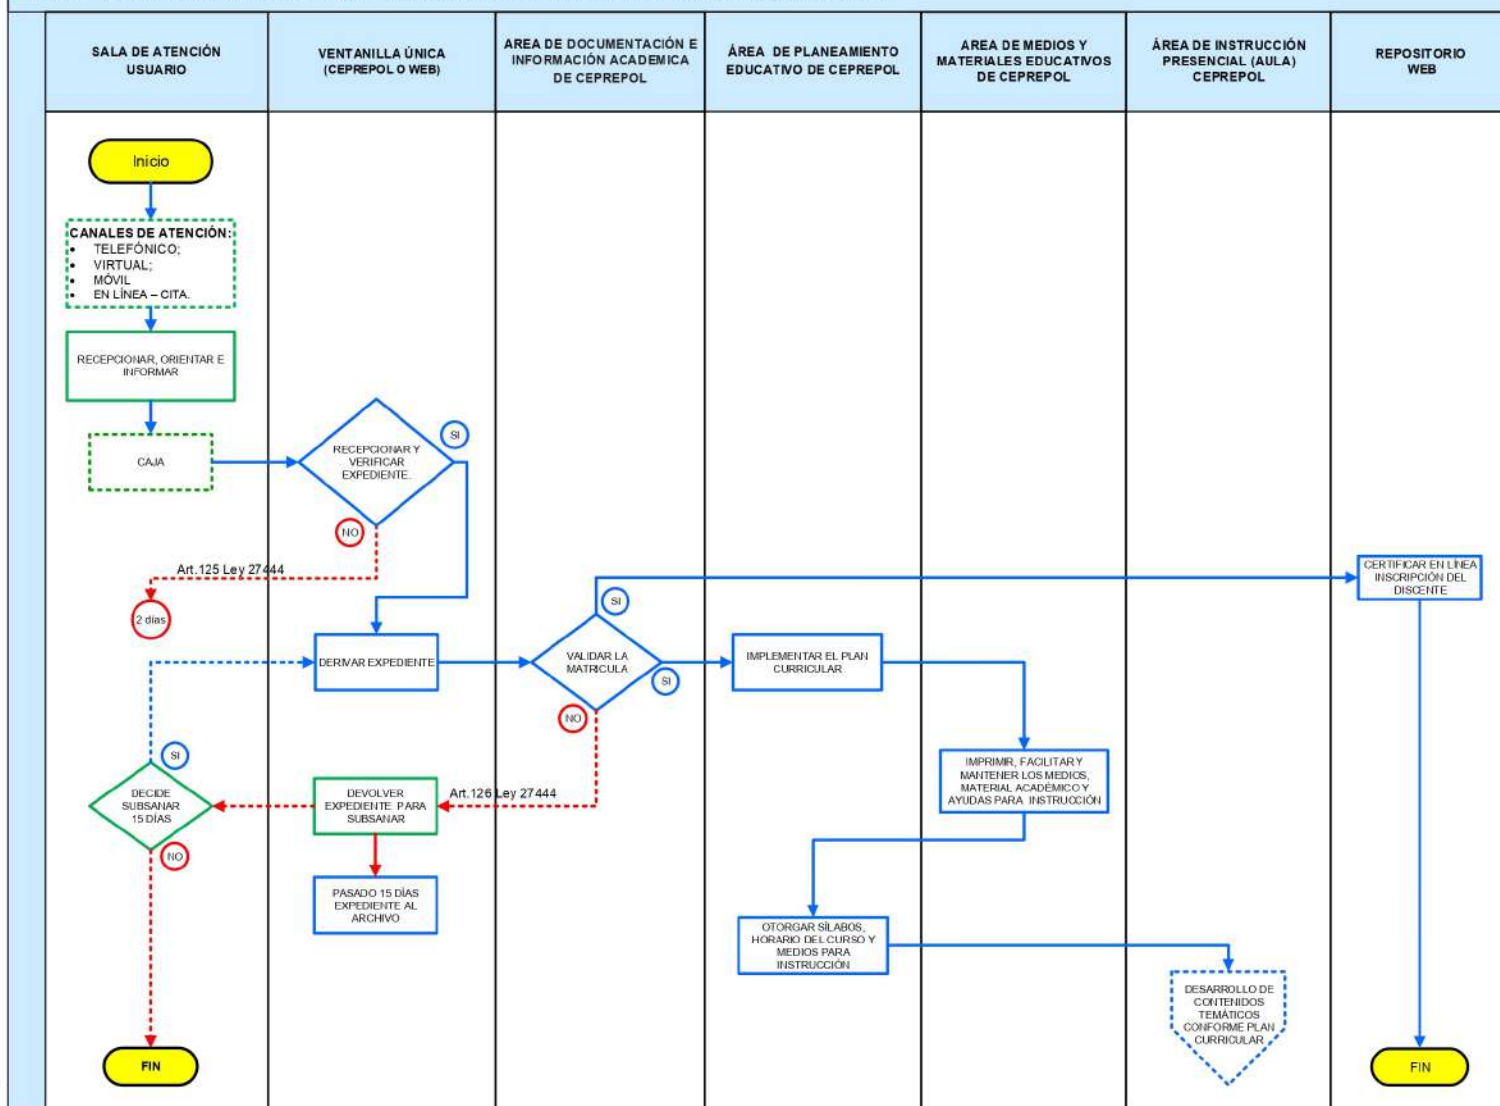 SALA DE ATENCIÓN
USUARIO
VENTANILLA ÚNICA
(CEPREPOL O WEB)
AREA DE DOCUMENTACIÓN E
INFORMACIÓN ACADEMICA
DE CEPREPOL
ÁREA DE PLANEAMIENTO
EDUCATIVO DE CEPREPOL
AREA DE MEDIOS Y
MATERIALES EDUCATIVOS
DE CEPREPOL
ÁREA DE INSTRUCCIÓN
PRESENCIAL (AULA)
CEPREPOL
REPOSITORIO
WEB
Inicio
CANALES DE ATENCIÓN:
• TELEFÓNICO;
• VIRTUAL;
• MÓVIL
• EN LÍNEA – CITA.
RECEPCIONAR, ORIENTAR E
INFORMAR
CAJA
RECEPCIONAR Y
VERIFICAR
EXPEDIENTE.
SI
NO
Art.125 Ley 27444
2 días
DERIVAR EXPEDIENTE
VALIDAR LA
MATRICULA
SI
SI
NO
CERTIFICAR EN LÍNEA
INSCRIPCIÓN DEL
DISCENTE
IMPLEMENTAR EL PLAN
CURRICULAR
IMPRIMIR, FACILITAR Y
MANTENER LOS MEDIOS,
MATERIAL ACADÉMICO Y
AYUDAS PARA INSTRUCCIÓN
Art.126 Ley 27444
DEVOLVER
EXPEDIENTE PARA
SUBSANAR
DECIDE
SUBSANAR
15 DÍAS
SI
NO
PASADO 15 DÍAS
EXPEDIENTE AL
ARCHIVO
OTORGAR SÍLABOS,
HORARIO DEL CURSO Y
MEDIOS PARA
INSTRUCCIÓN
DESARROLLO DE
CONTENIDOS
TEMÁTICOS
CONFORME PLAN
CURRICULAR
FIN
FIN